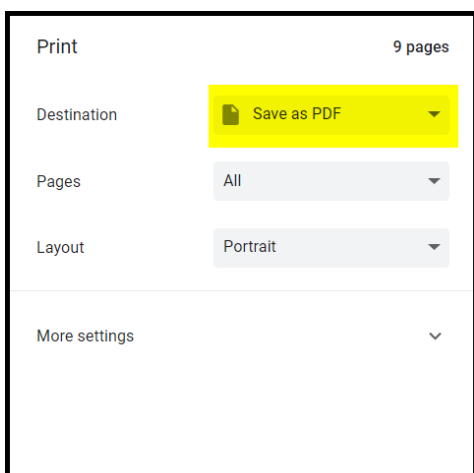 Print 9 pages
Destination Save as PDF
Pages All
Layout Portrait
More settings